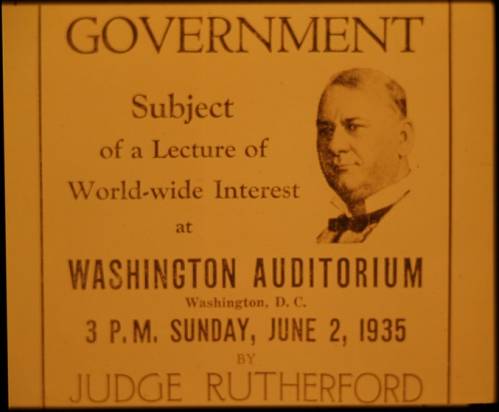 GOVERNMENT
Subject
of a Lecture of
World-wide Interest
at
WASHINGTON AUDITORIUM
Washington, D. C.
3 P.M. SUNDAY, JUNE 2, 1935
BY
JUDGE RUTHERFORD